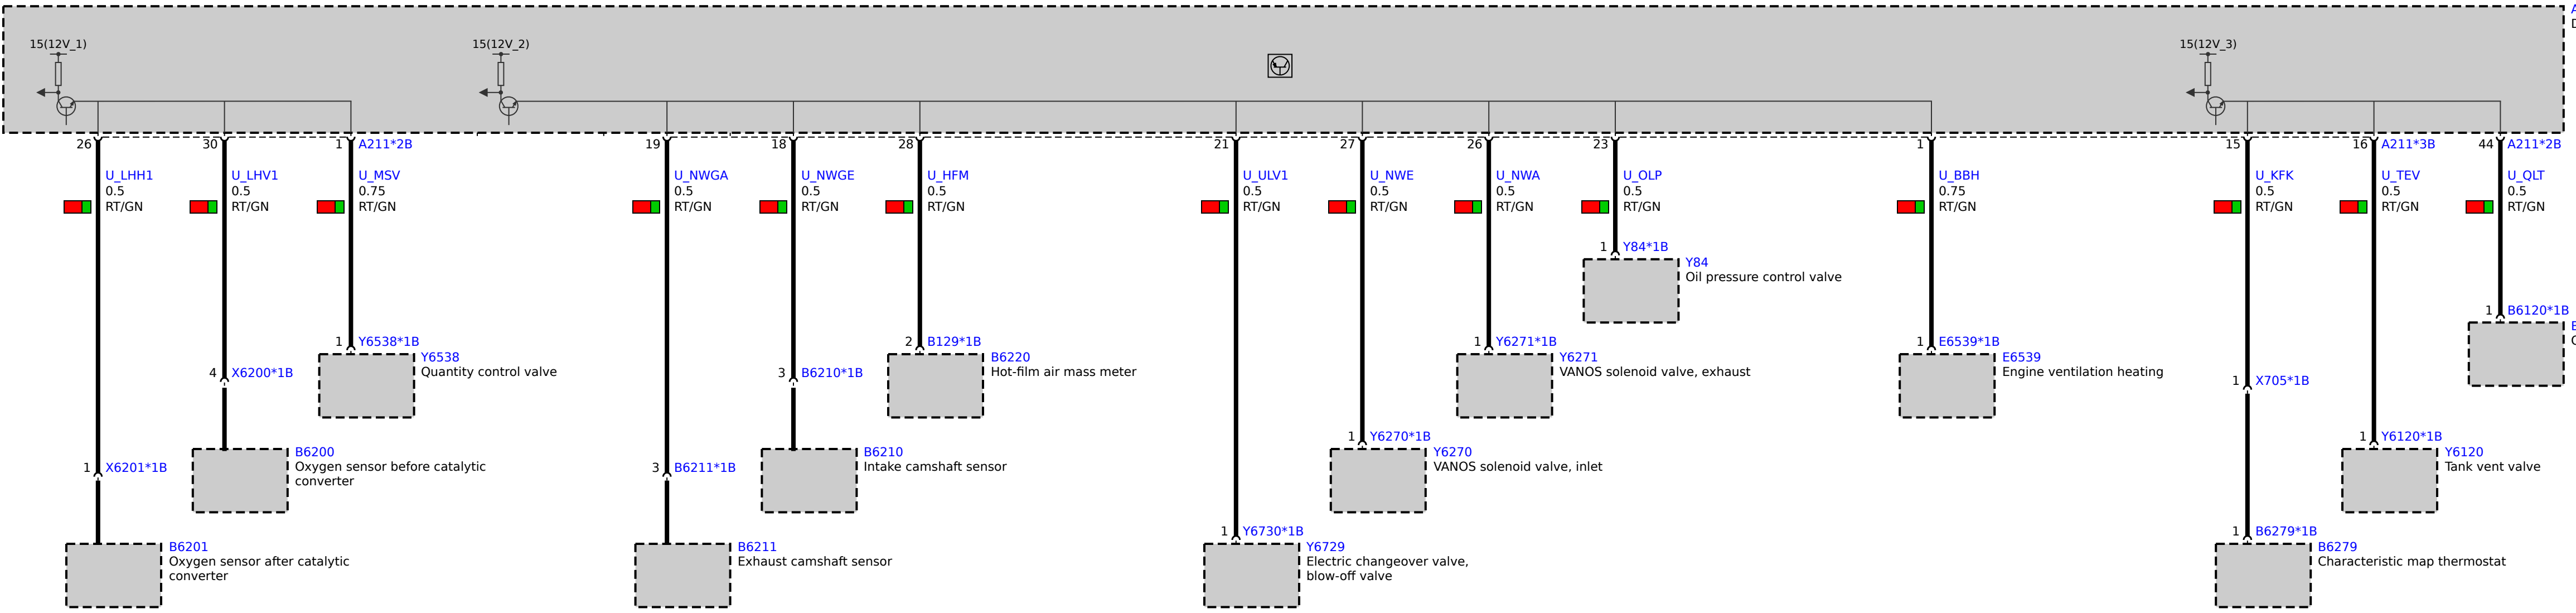 15(12V_1)
15(12V_2)
15(12V_3)
26
30
1
A211*2B
19
18
28
21
27
26
23
1
15
16
A211*3B
44
A211*2B
U_LHH1
0.5
RT/GN
U_LHV1
0.5
RT/GN
U_MSV
0.75
RT/GN
U_NWGA
0.5
RT/GN
U_NWGE
0.5
RT/GN
U_HFM
0.5
RT/GN
U_ULV1
0.5
RT/GN
U_NWE
0.5
RT/GN
U_NWA
0.5
RT/GN
U_OLP
0.5
RT/GN
U_BBH
0.75
RT/GN
U_KFK
0.5
RT/GN
U_TEV
0.5
RT/GN
U_QLT
0.5
RT/GN
1 Y84*1B
Y84
Oil pressure control valve
1 B6120*1B
1 Y6538*1B
Y6538
Quantity control valve
2 B129*1B
B6220
Hot-film air mass meter
1 Y6271*1B
Y6271
VANOS solenoid valve, exhaust
1 E6539*1B
E6539
Engine ventilation heating
4 X6200*1B
3 B6210*1B
1 X705*1B
B6200
Oxygen sensor before catalytic
converter
B6210
Intake camshaft sensor
1 Y6270*1B
Y6270
VANOS solenoid valve, inlet
1 Y6120*1B
Y6120
Tank vent valve
1 X6201*1B
3 B6211*1B
B6201
Oxygen sensor after catalytic
converter
B6211
Exhaust camshaft sensor
1 Y6730*1B
Y6729
Electric changeover valve,
blow-off valve
1 B6279*1B
B6279
Characteristic map thermostat